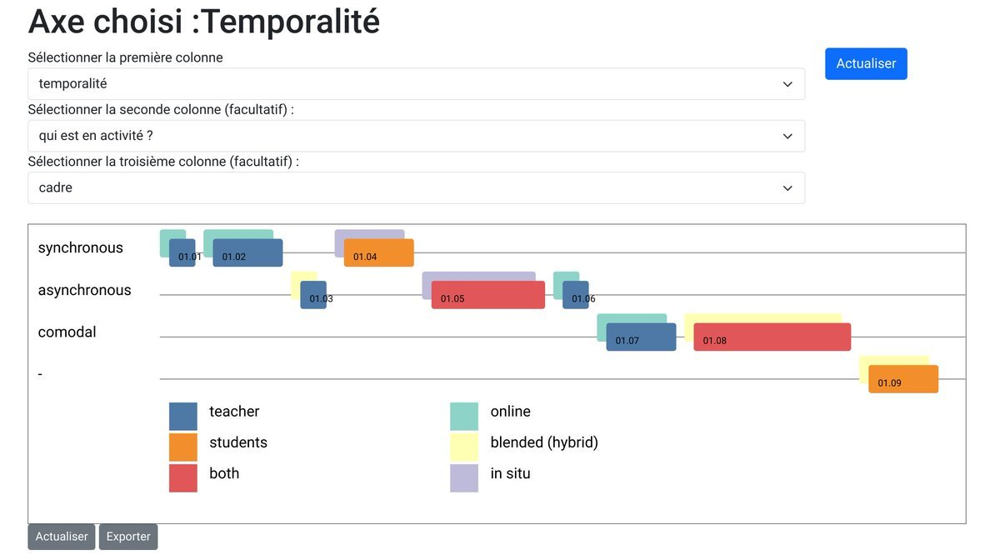 Axe choisi :Temporalité
Sélectionner la première colonne
Actualiser
temporalité
Sélectionner la seconde colonne (facultatif) :
qui est en activité ?
Sélectionner la troisième colonne (facultatif) :
cadre
synchronous
01.01
01.02
01.04
asynchronous
01.03
01.05
01.06
comodal
01.07
01.08
-
01.09
teacher
online
students
blended (hybrid)
both
in situ
Actualiser
Exporter